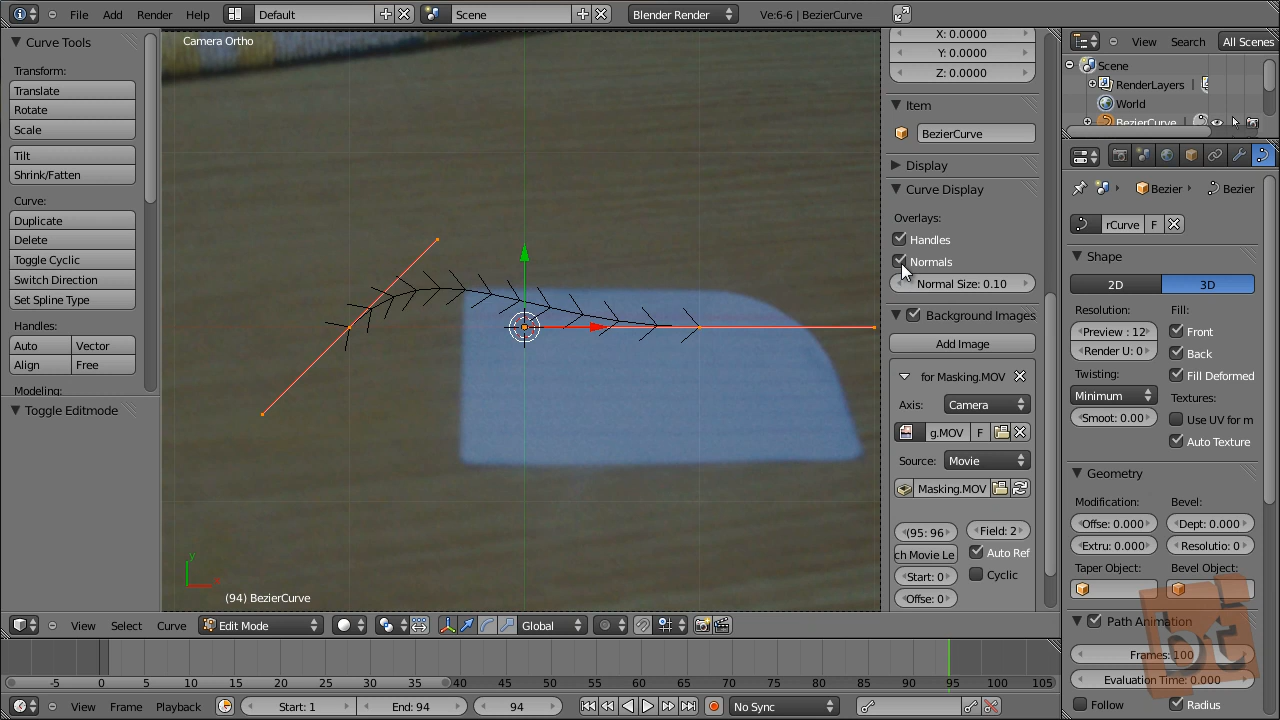 File Add Render Help Default Scene Blender Render Ve:6-6 | BezierCurve
Curve Tools
Transform:
Translate
Rotate
Scale
Tilt
Shrink/Fatten
Curve:
Duplicate
Delete
Toggle Cyclic
Switch Direction
Set Spline Type
Handles:
Auto Vector
Align Free
Modeling:
Toggle Editmode
Camera Ortho
y
(94) BezierCurve
X: 0.0000
Y: 0.0000
Z: 0.0000
Item
BezierCurve
Display
Curve Display
Overlays:
Handles
Normals
Normal Size: 0.10
Background Images
Add Image
for Masking.MOV
Axis: Camera
g.MOV F
Source: Movie
Masking.MOV
(95: 96 Field: 2
ch Movie Le Auto Ref
Start: 0 Cyclic
Offse: 0
View Search All Scenes
Scene
RenderLayers |
World
BezierCurve
Bezier Bezier
rCurve F
Shape
2D 3D
Resolution: Fill:
Preview : 12 Front
Render U: 0 Back
Twisting: Fill Deformed
Minimum Textures:
Smoot: 0.00 Use UV for m
Auto Texture
Geometry
Modification: Bevel:
Offse: 0.000 Dept: 0.000
Extru: 0.000 Resolutio: 0
Taper Object: Bevel Object:
Path Animation
Frames: 100
Evaluation Time: 0.000
Follow Radius
bt
View Select Curve Edit Mode Global
-5 0 5 10 15 20 25 30 35 40 45 50 55 60 65 70 75 80 85 90 95 100 105
View Frame Playback Start: 1 End: 94 94 No Sync